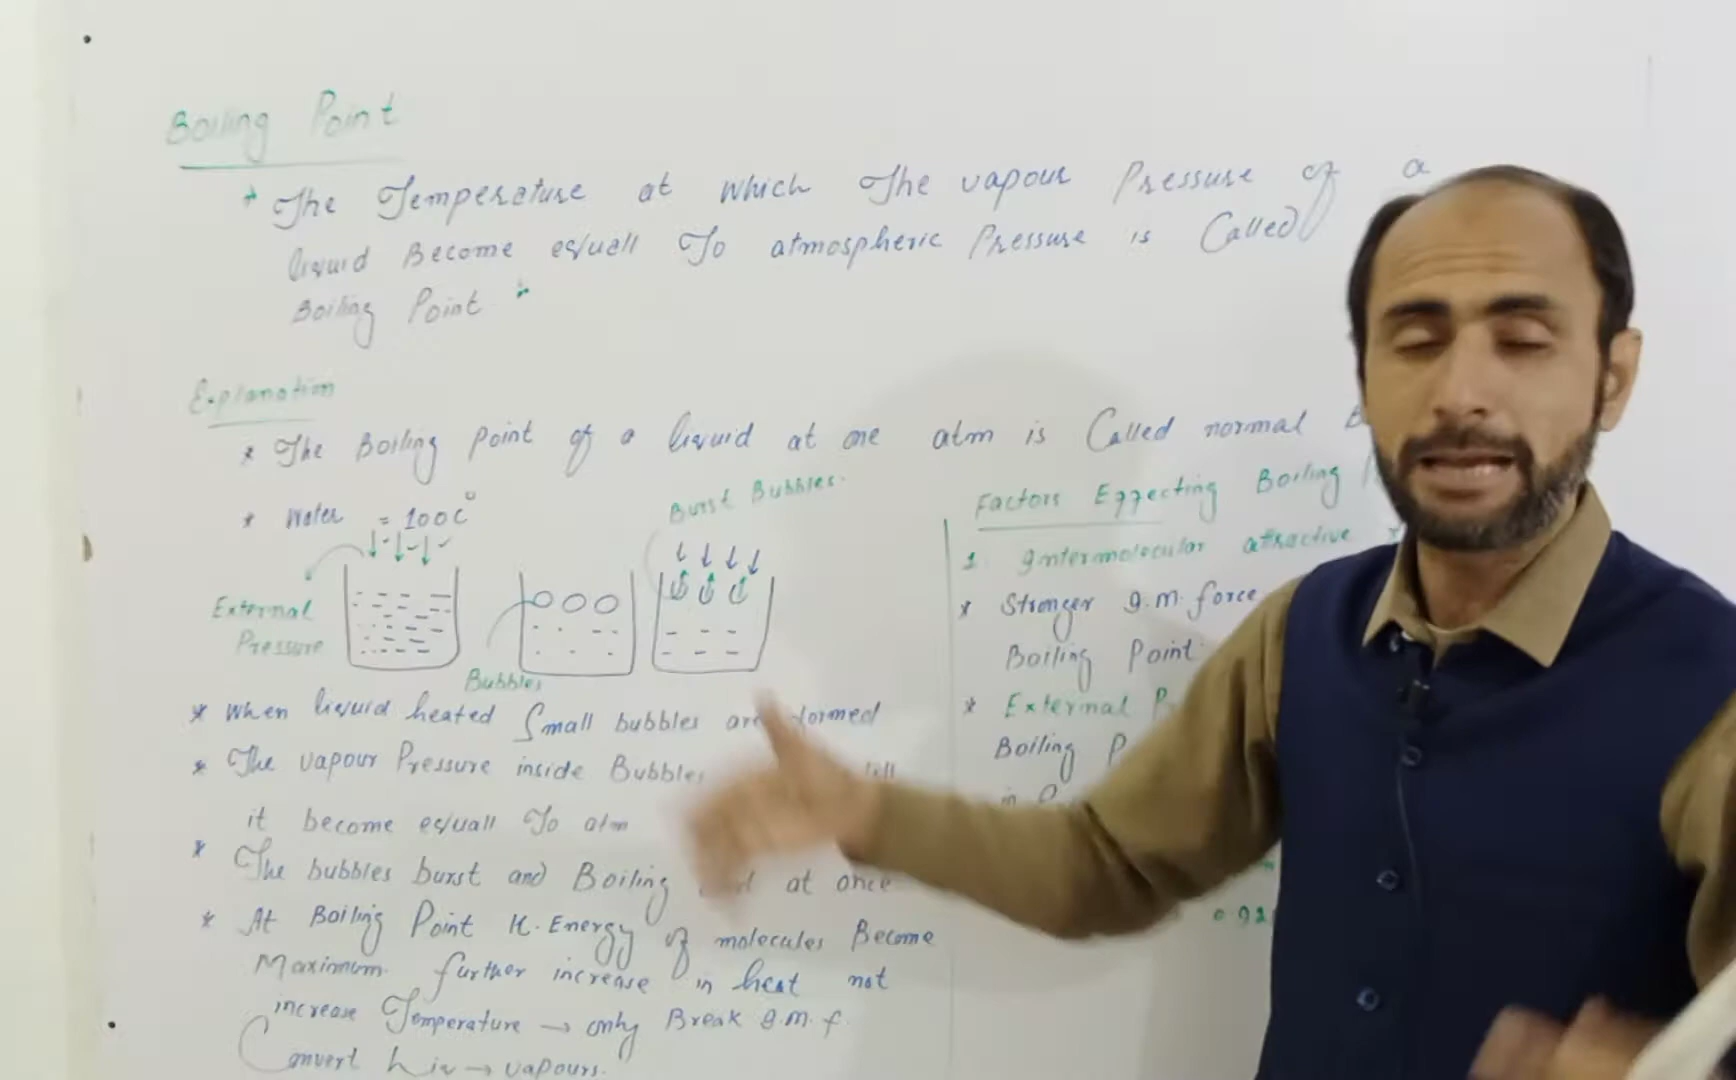 Boiling Point
The Temperature at which The vapour Pressure of a
liquid Become equall To atmospheric Pressure is Called
Boiling Point
Explanation
* The Boiling point of a liquid at one atm is Called normal B
* Water = 100C°
Burst Bubbles.
External
Pressure
Bubbles
* When liquid heated Small bubbles are formed
* The vapour Pressure inside Bubbles
it become equall To atm
* The bubbles burst and Boiling at once
* At Boiling Point K.Energy of molecules Become
Maximum. further increase in heat not
increase Temperature → only Break I.m.f.
Convert Liq → vapours.
Factors Effecting Boiling
1. Intermolecular attractive
* Stronger I.m. force
Boiling Point
* External
Boiling P
in
0.92